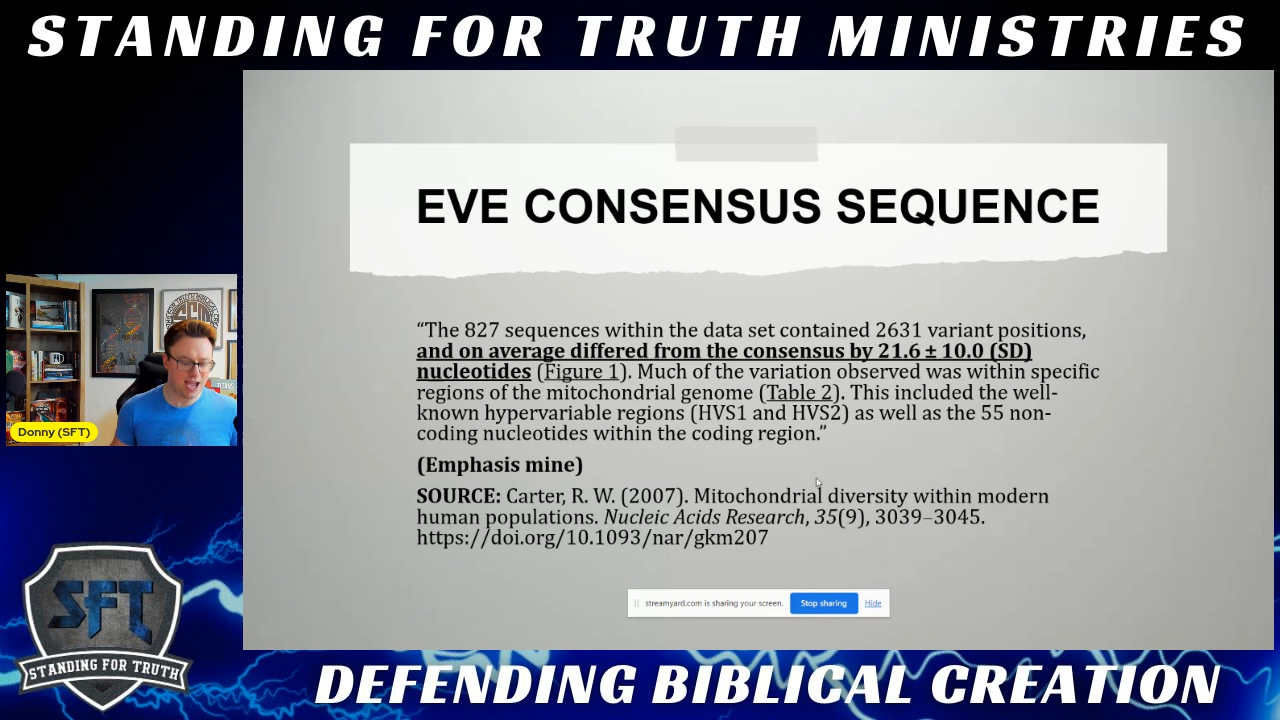 STANDING FOR TRUTH MINISTRIES
EVE CONSENSUS SEQUENCE
“The 827 sequences within the data set contained 2631 variant positions,
and on average differed from the consensus by 21.6 ± 10.0 (SD)
nucleotides (Figure 1). Much of the variation observed was within specific
regions of the mitochondrial genome (Table 2). This included the well-
known hypervariable regions (HVS1 and HVS2) as well as the 55 non-
coding nucleotides within the coding region.”
(Emphasis mine)
SOURCE: Carter, R. W. (2007). Mitochondrial diversity within modern
human populations. Nucleic Acids Research, 35(9), 3039–3045.
https://doi.org/10.1093/nar/gkm207
streamyard.com is sharing your screen. Stop sharing Hide
Donny (SFT)
SFT
STANDING FOR TRUTH
DEFENDING BIBLICAL CREATION